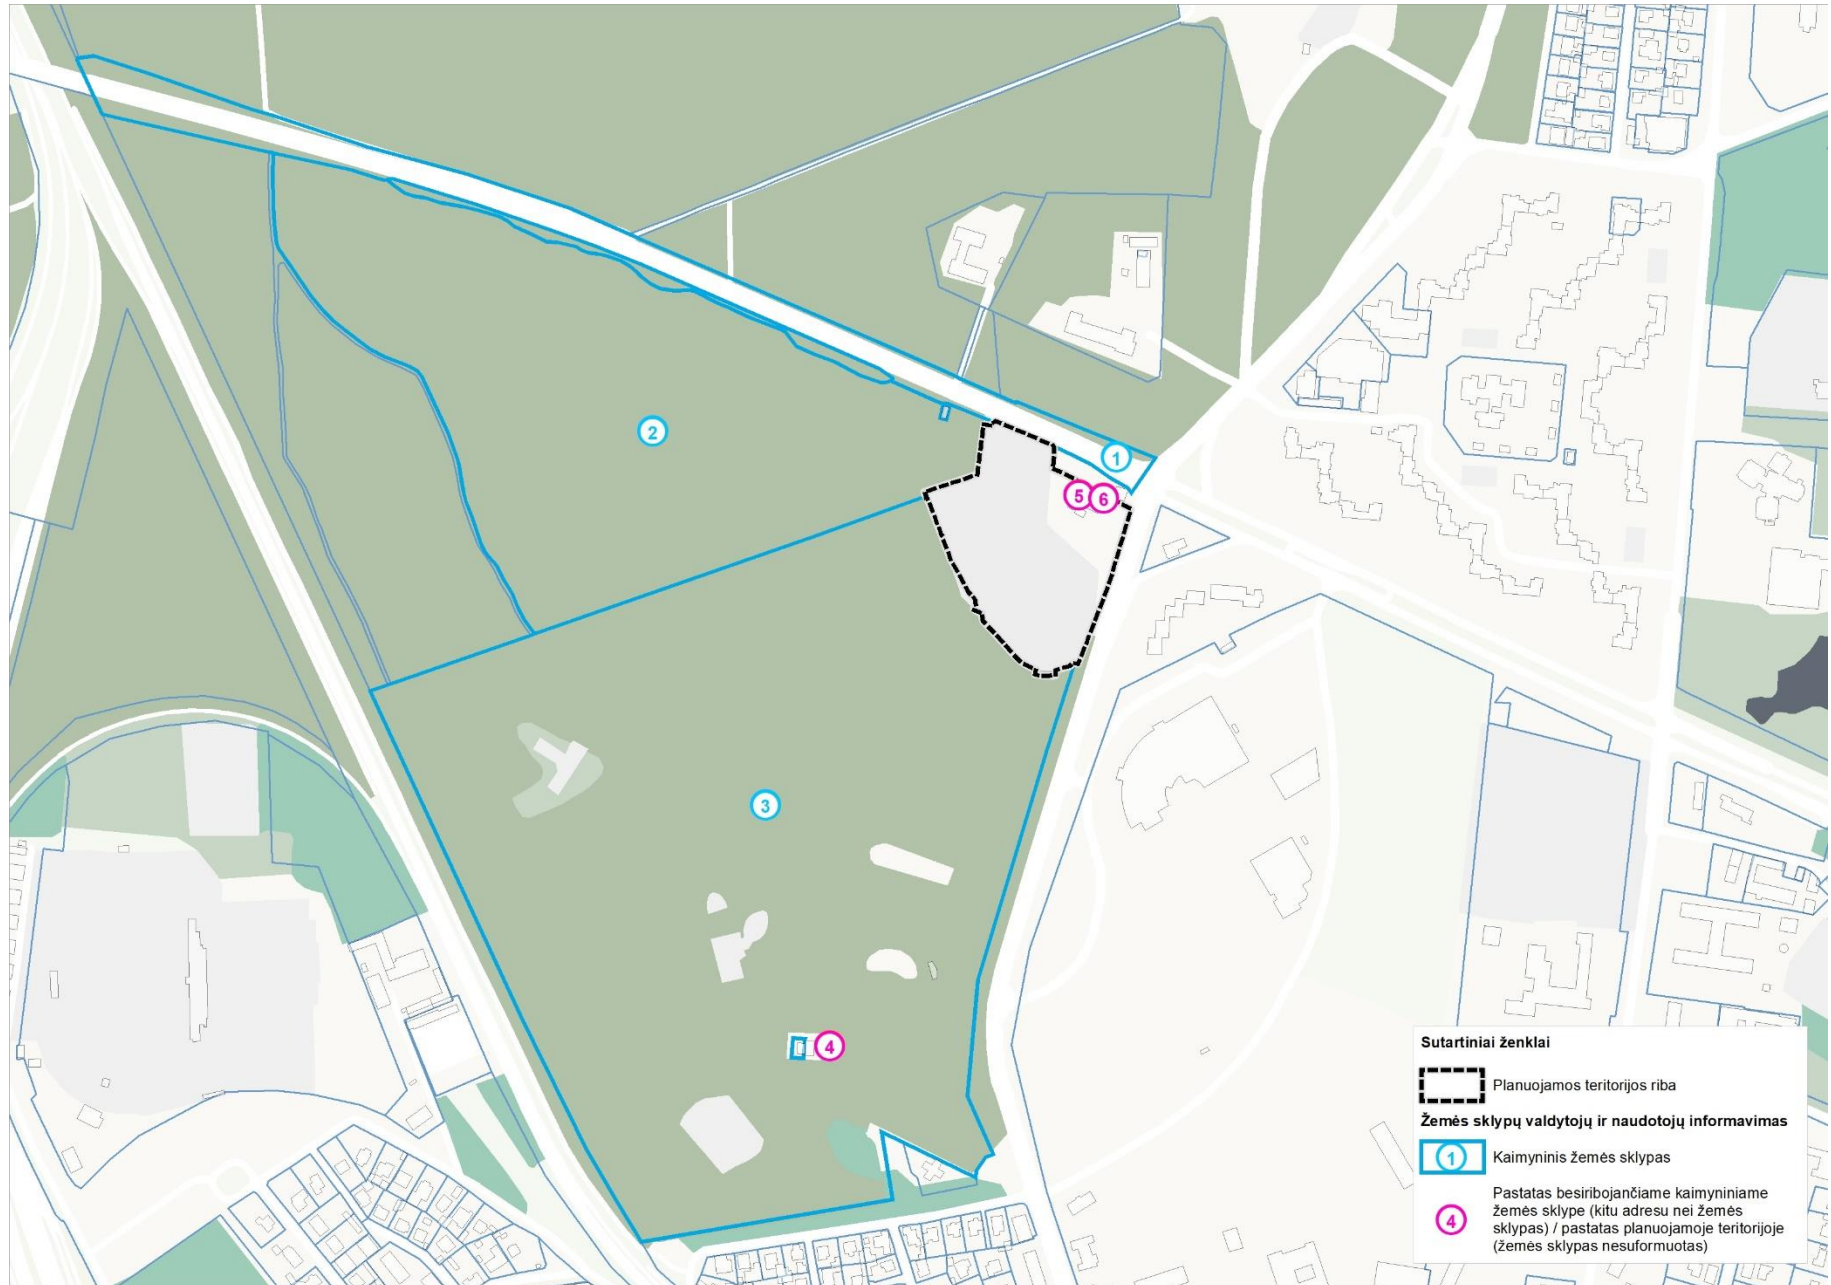 2
1
5
6
3
4
Sutartiniai ženklai
Planuojamos teritorijos riba
Žemės sklypų valdytojų ir naudotojų informavimas
1
Kaimyninis žemės sklypas
4
Pastatas besiribojančiame kaimyniniame
žemės sklype (kitu adresu nei žemės
sklypas) / pastatas planuojamoje teritorijoje
(žemės sklypas nesuformuotas)